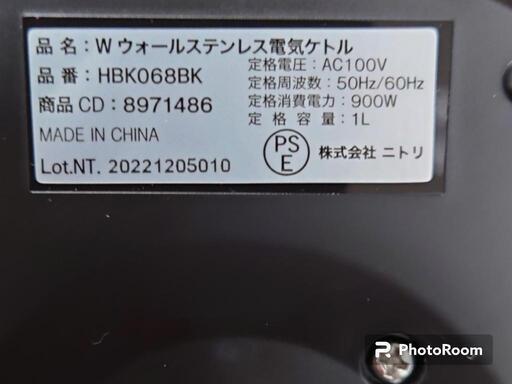 品 名：W ウォールステンレス電気ケトル
品 番：HBK068BK
定格電圧：AC100V
定格周波数：50Hz/60Hz
商品CD：8971486
定格消費電力：900W
定 格 容 量：1L
MADE IN CHINA
Lot.NT. 20221205010
PS
E
株式会社 ニトリ
PhotoRoom